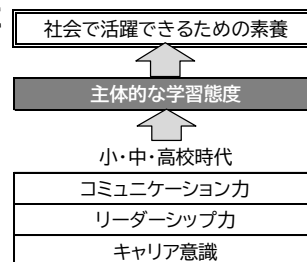 社会で活躍できるための素養
主体的な学習態度
小・中・高校時代
コミュニケーション力
リーダーシップ力
キャリア意識